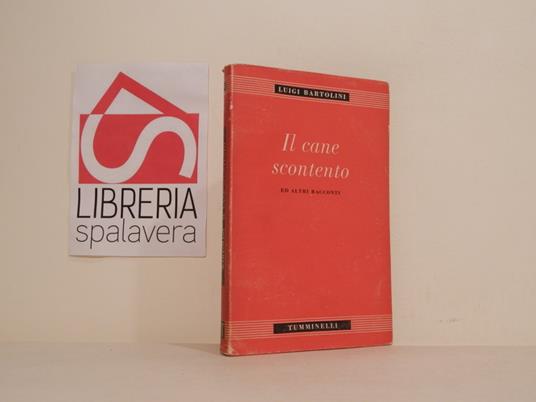 LIBRERIA
spalavera
LUIGI BARTOLINI
Il cane
scontento
ED ALTRI RACCONTI
TUMMINELLI